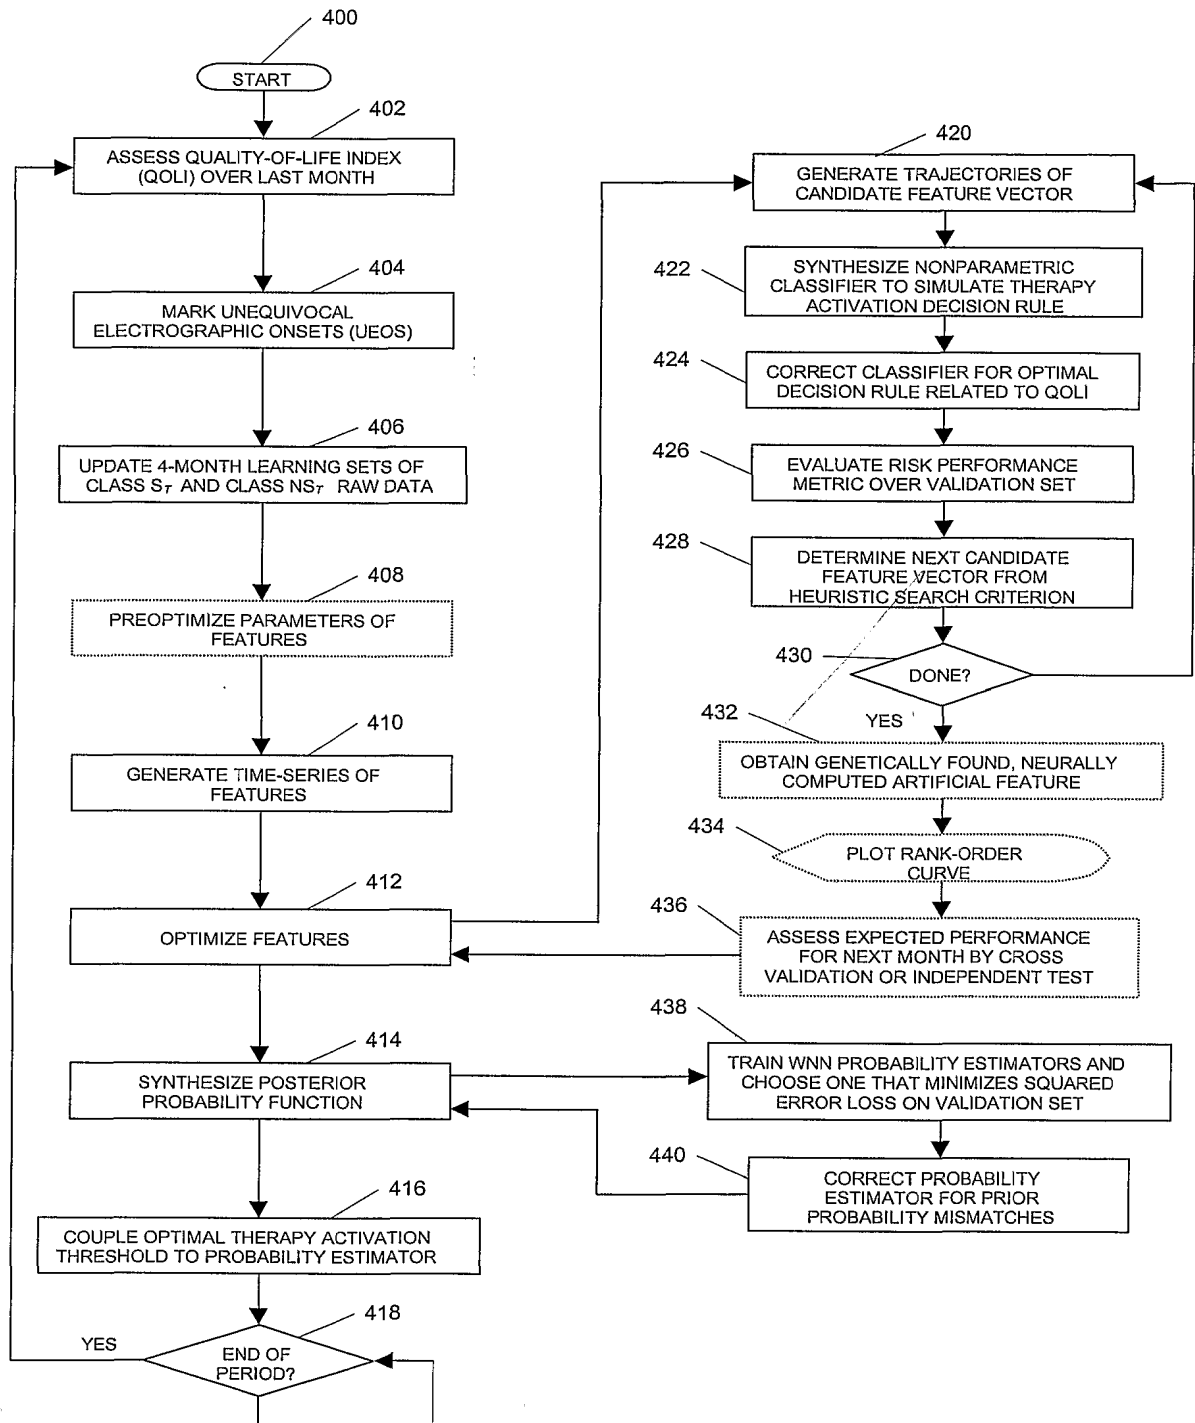 400
START
402
ASSESS QUALITY-OF-LIFE INDEX
(QOLI) OVER LAST MONTH
404
MARK UNEQUIVOCAL
ELECTROGRAPHIC ONSETS (UEOS)
406
UPDATE 4-MONTH LEARNING SETS OF
CLASS ST AND CLASS NST RAW DATA
408
PREOPTIMIZE PARAMETERS OF
FEATURES
410
GENERATE TIME-SERIES OF
FEATURES
412
OPTIMIZE FEATURES
414
SYNTHESIZE POSTERIOR
PROBABILITY FUNCTION
416
COUPLE OPTIMAL THERAPY ACTIVATION
THRESHOLD TO PROBABILITY ESTIMATOR
418
YES
END OF
PERIOD?
420
GENERATE TRAJECTORIES OF
CANDIDATE FEATURE VECTOR
422
SYNTHESIZE NONPARAMETRIC
CLASSIFIER TO SIMULATE THERAPY
ACTIVATION DECISION RULE
424
CORRECT CLASSIFIER FOR OPTIMAL
DECISION RULE RELATED TO QOLI
426
EVALUATE RISK PERFORMANCE
METRIC OVER VALIDATION SET
428
DETERMINE NEXT CANDIDATE
FEATURE VECTOR FROM
HEURISTIC SEARCH CRITERION
430
DONE?
YES
432
OBTAIN GENETICALLY FOUND, NEURALLY
COMPUTED ARTIFICIAL FEATURE
434
PLOT RANK-ORDER
CURVE
436
ASSESS EXPECTED PERFORMANCE
FOR NEXT MONTH BY CROSS
VALIDATION OR INDEPENDENT TEST
438
TRAIN WNN PROBABILITY ESTIMATORS AND
CHOOSE ONE THAT MINIMIZES SQUARED
ERROR LOSS ON VALIDATION SET
440
CORRECT PROBABILITY
ESTIMATOR FOR PRIOR
PROBABILITY MISMATCHES